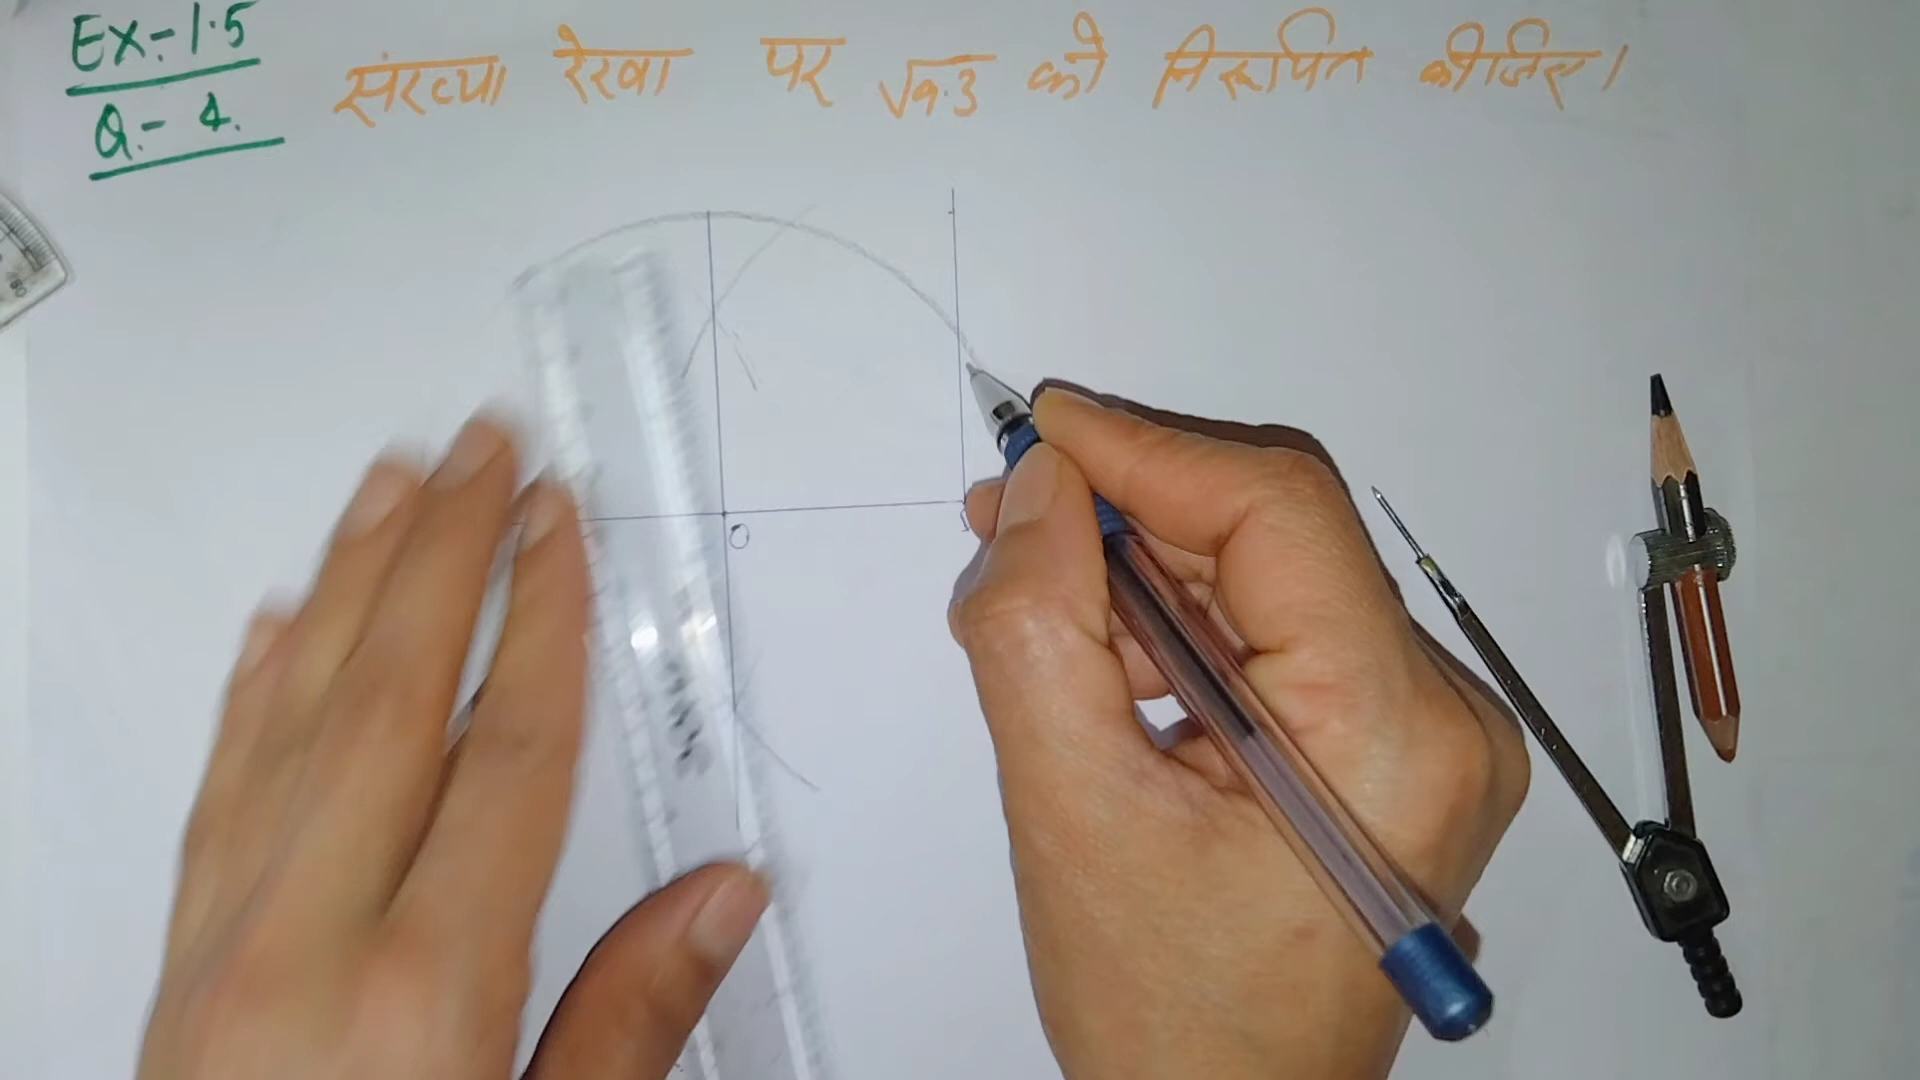 Ex:-1.5
Q.- 4.
संख्या रेखा पर √9.3 को निरूपित कीजिए।
O